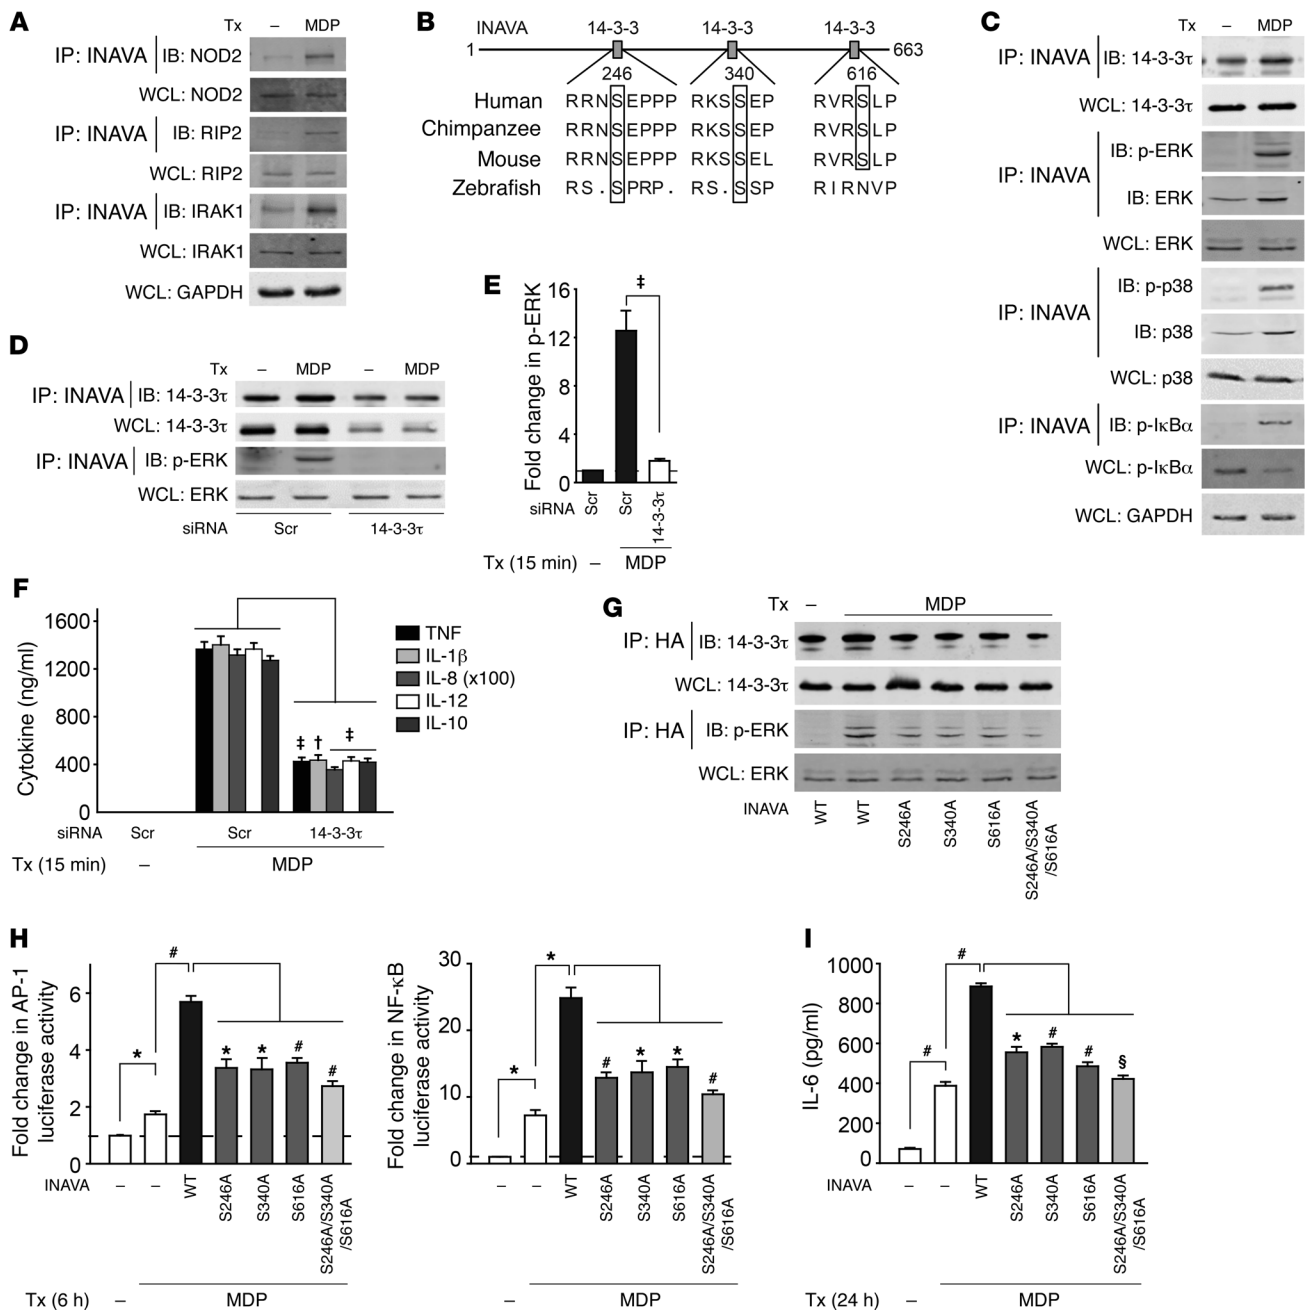 A
Tx – MDP
IP: INAVA IB: NOD2
WCL: NOD2
IP: INAVA IB: RIP2
WCL: RIP2
IP: INAVA IB: IRAK1
WCL: IRAK1
WCL: GAPDH
B
INAVA 14-3-3 14-3-3 14-3-3
1 663
246 340 616
Human RRNSEPPP RKSSEP RVRSLP
Chimpanzee RRNSEPPP RKSSEP RVRSLP
Mouse RRNSEPPP RKSSEL RVRSLP
Zebrafish RS.SPRP. RS.SSP RIRNVP
C
Tx – MDP
IP: INAVA IB: 14-3-3τ
WCL: 14-3-3τ
IP: INAVA
IB: p-ERK
IB: ERK
WCL: ERK
IP: INAVA
IB: p-p38
IB: p38
WCL: p38
IP: INAVA IB: p-IκBα
WCL: p-IκBα
WCL: GAPDH
D
Tx – MDP – MDP
IP: INAVA IB: 14-3-3τ
WCL: 14-3-3τ
IP: INAVA IB: p-ERK
WCL: ERK
siRNA Scr 14-3-3τ
E
Fold change in p-ERK
16
12
8
4
0
‡
siRNA Scr Scr 14-3-3τ
Tx (15 min) – MDP
F
Cytokine (ng/ml)
1600
1200
800
400
0
‡ † ‡
TNF
IL-1β
IL-8 (x100)
IL-12
IL-10
siRNA Scr Scr 14-3-3τ
Tx (15 min) – MDP
G
Tx – MDP
IP: HA IB: 14-3-3τ
WCL: 14-3-3τ
IP: HA IB: p-ERK
WCL: ERK
INAVA WT WT S246A S340A S616A S246A/S340A
/S616A
H
Fold change in AP-1
luciferase activity
6
4
2
0
* # * * # #
INAVA – – WT S246A S340A S616A S246A/S340A
/S616A
Tx (6 h) – MDP
Fold change in NF-κB
luciferase activity
30
20
10
0
* * # * * #
– – WT S246A S340A S616A S246A/S340A
/S616A
– MDP
I
IL-6 (pg/ml)
1000
800
600
400
200
0
# # * # # §
INAVA – – WT S246A S340A S616A S246A/S340A
/S616A
Tx (24 h) – MDP